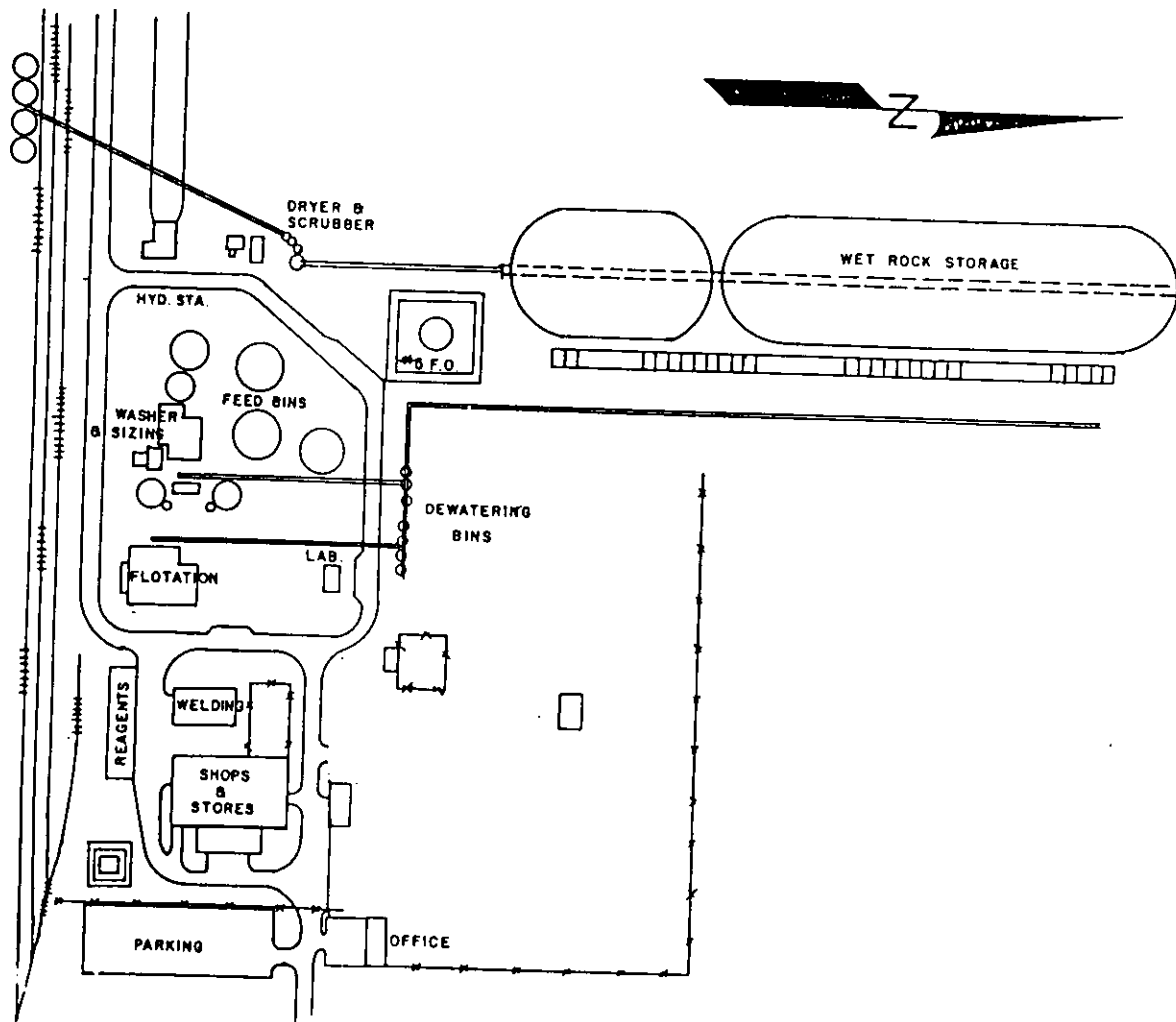 N
DRYER &
SCRUBBER
WET ROCK STORAGE
HYD. STA.
6 F.O.
FEED BINS
WASHER
& SIZING
DEWATERING
BINS
LAB.
FLOTATION
REAGENTS
WELDING
SHOPS
&
STORES
PARKING
OFFICE